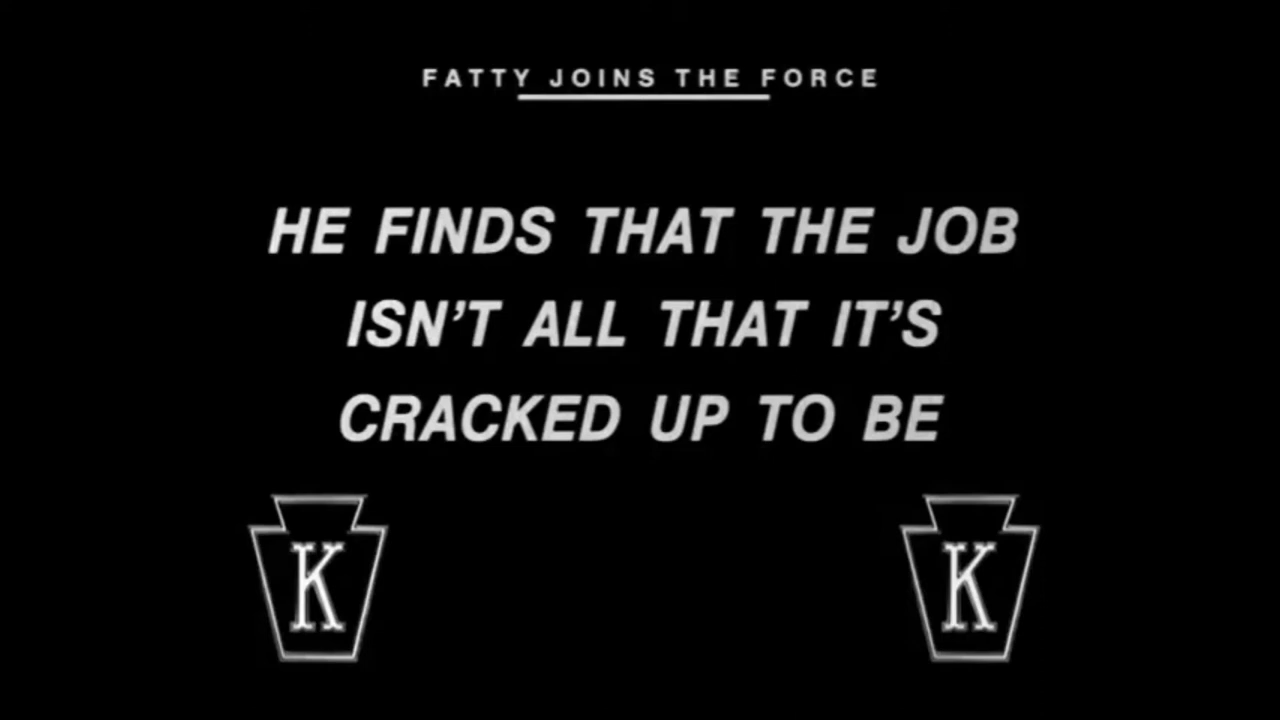 FATTY JOINS THE FORCE
HE FINDS THAT THE JOB
ISN'T ALL THAT IT'S
CRACKED UP TO BE
K K